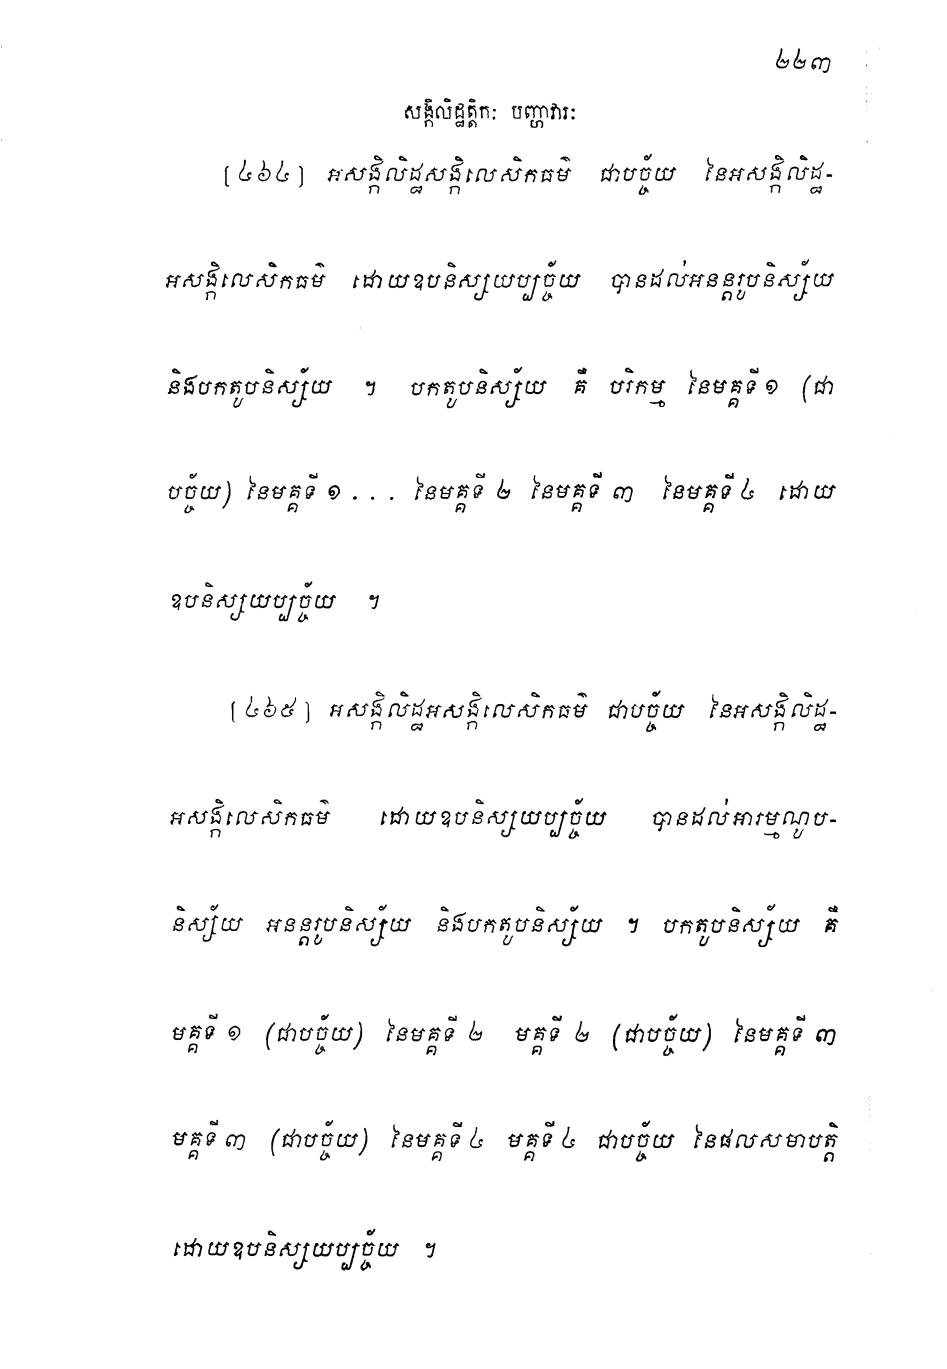 ២២៣
សង្កិលិដ្ឋត្តិកៈ បញ្ហាវារៈ
[៤៦៤] អសង្កិលិដ្ឋសង្កិលេសិកធម៌ ជាបច្ច័យ នៃអសង្កិលិដ្ឋ-
អសង្កិលេសិកធម៌ ដោយឧបនិស្សយប្បច្ច័យ បានដល់អនន្តរូបនិស្ស័យ
និងបកតូបនិស្ស័យ ។ បកតូបនិស្ស័យ គឺ បរិកម្ម នៃមគ្គទី១ (ជា
បច្ច័យ) នៃមគ្គទី ១... នៃមគ្គទី ២ នៃមគ្គទី ៣ នៃមគ្គទី៤ ដោយ
ឧបនិស្សយប្បច្ច័យ ។
[៤៦៥] អសង្កិលិដ្ឋអសង្កិលេសិកធម៌ ជាបច្ច័យ នៃអសង្កិលិដ្ឋ-
អសង្កិលេសិកធម៌ ដោយឧបនិស្សយប្បច្ច័យ បានដល់អារម្មណូប-
និស្ស័យ អនន្តរូបនិស្ស័យ និងបកតូបនិស្ស័យ ។ បកតូបនិស្ស័យ គឺ
មគ្គទី ១ (ជាបច្ច័យ) នៃមគ្គទី ២ មគ្គទី ២ (ជាបច្ច័យ) នៃមគ្គទី ៣
មគ្គទី ៣ (ជាបច្ច័យ) នៃមគ្គទី៤ មគ្គទី៤ ជាបច្ច័យ នៃផលសមាបត្តិ
ដោយឧបនិស្សយប្បច្ច័យ ។